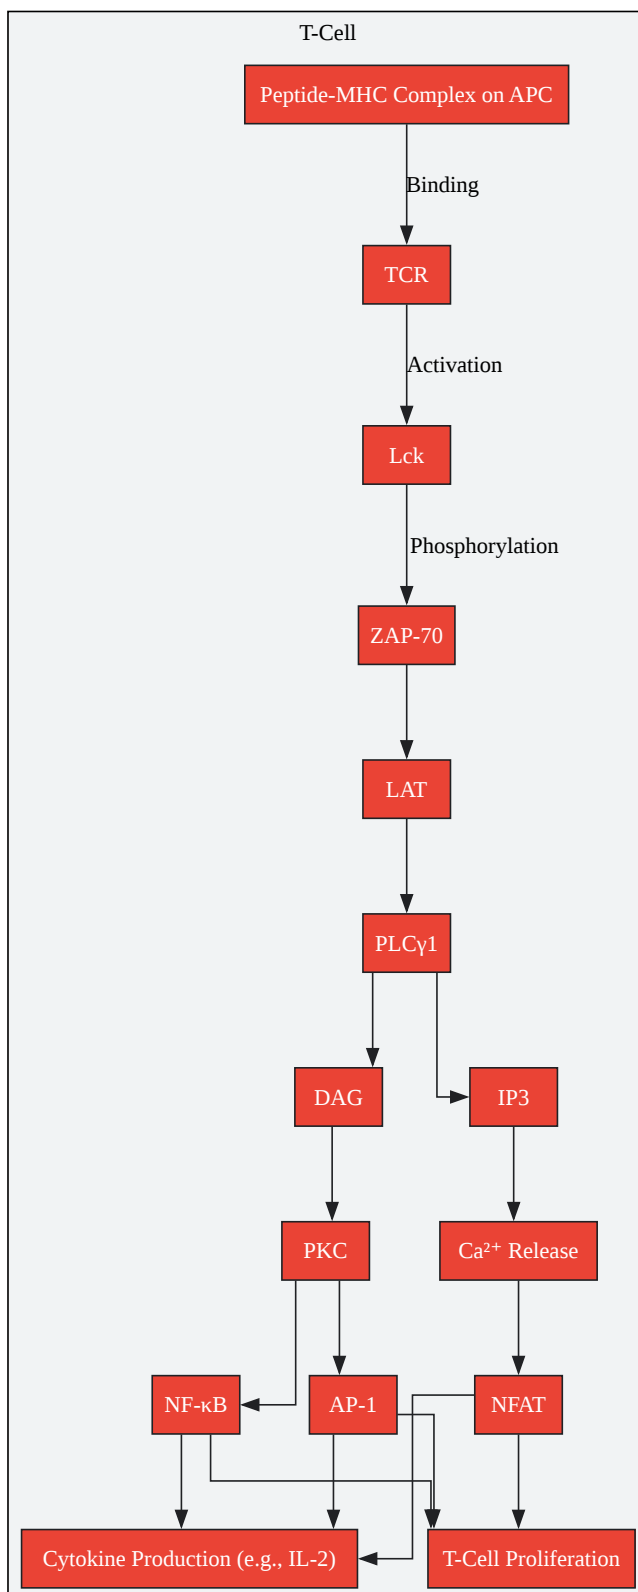 T-Cell
Peptide-MHC Complex on APC
Binding
TCR
Activation
Lck
Phosphorylation
ZAP-70
LAT
PLCγ1
DAG
IP3
PKC
Ca²⁺ Release
NF-κB
AP-1
NFAT
Cytokine Production (e.g., IL-2)
T-Cell Proliferation